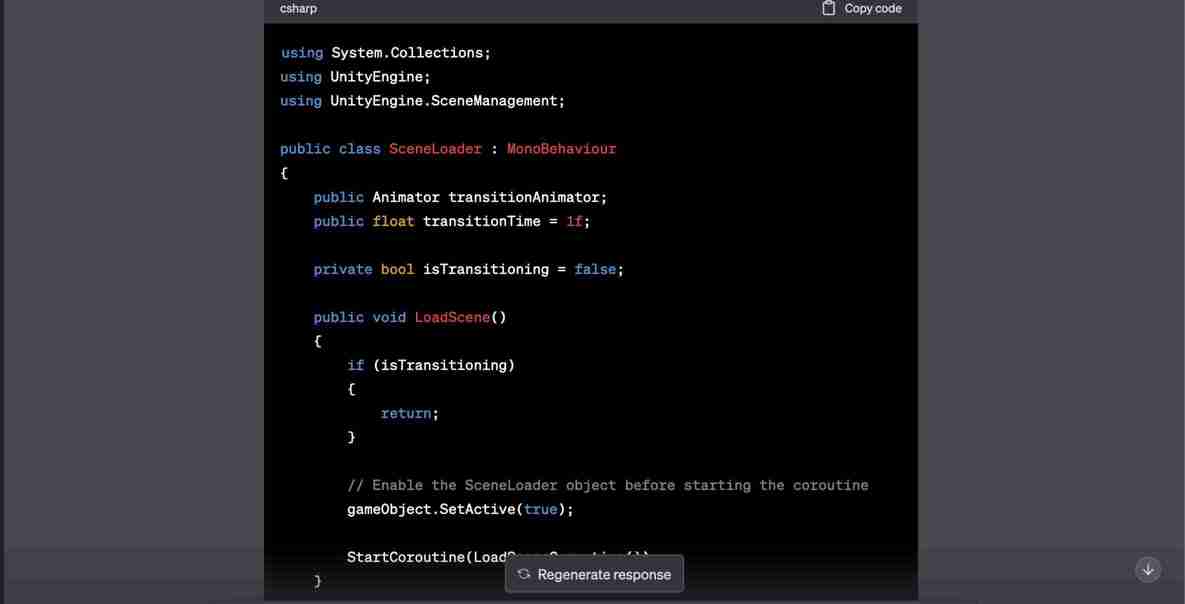 csharp Copy code
using System.Collections;
using UnityEngine;
using UnityEngine.SceneManagement;
public class SceneLoader : MonoBehaviour
{
public Animator transitionAnimator;
public float transitionTime = 1f;
private bool isTransitioning = false;
public void LoadScene()
{
if (isTransitioning)
{
return;
}
// Enable the SceneLoader object before starting the coroutine
gameObject.SetActive(true);
StartCoroutine(Load
Regenerate response
}